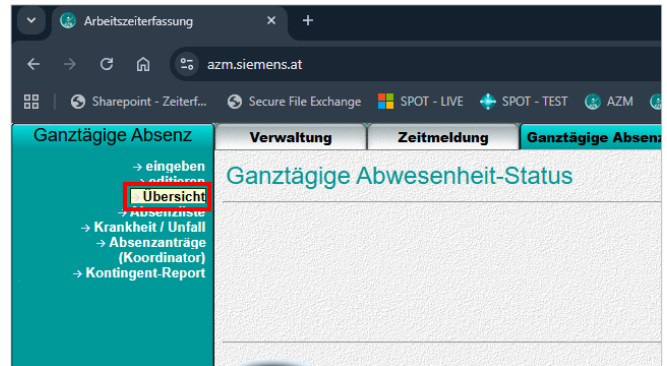 Arbeitszeiterfassung
azm.siemens.at
Sharepoint - Zeiterf... Secure File Exchange SPOT - LIVE SPOT - TEST AZM
Ganztägige Absenz Verwaltung Zeitmeldung Ganztägige Absenz
→ eingeben
→ editieren
Übersicht
→ Absenzliste
→ Krankheit / Unfall
→ Absenzanträge
(Koordinator)
→ Kontingent-Report
Ganztägige Abwesenheit-Status